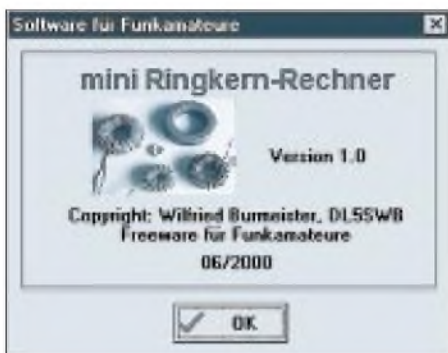 Software für Funkamateure
mini Ringkern-Rechner
Version 1.0
Copyright: Wilfried Burmeister, DL5SWB
Freeware für Funkamateure
06/2000
OK